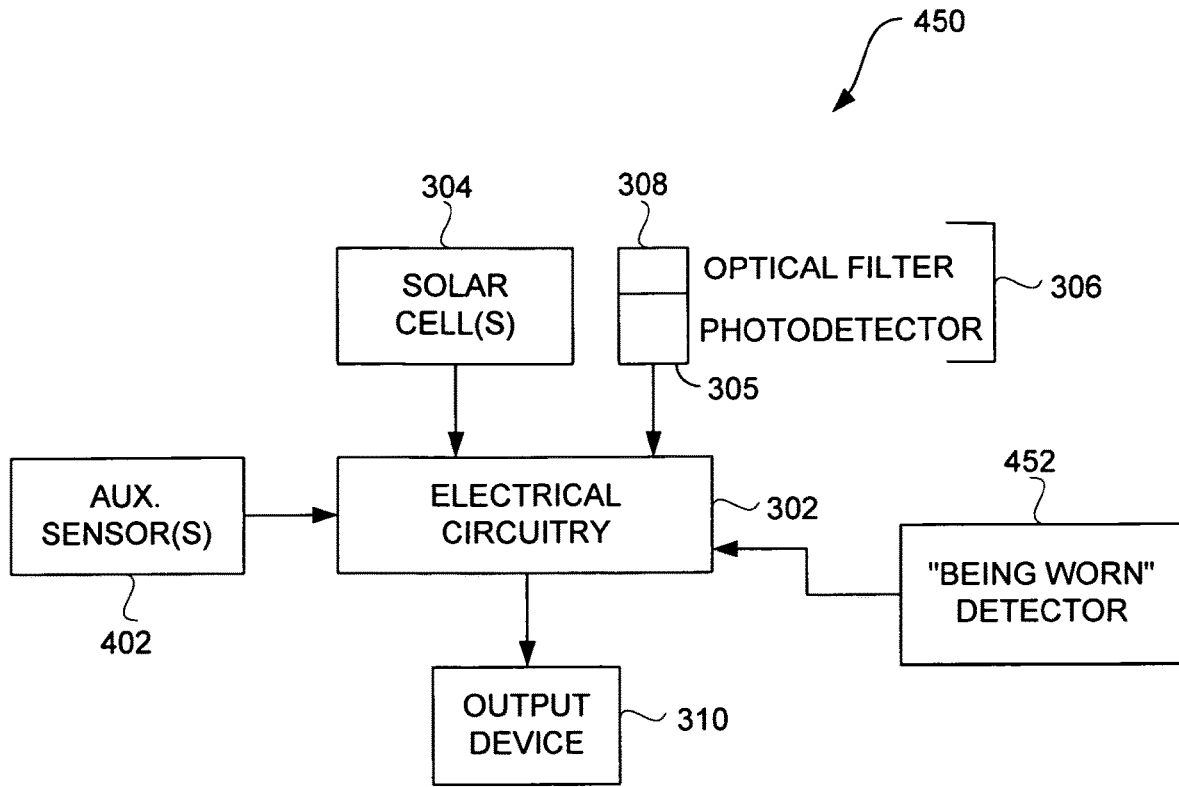 450
304
308
SOLAR
CELL(S)
OPTICAL FILTER
PHOTODETECTOR
306
305
AUX.
SENSOR(S)
402
ELECTRICAL
CIRCUITRY
302
452
"BEING WORN"
DETECTOR
OUTPUT
DEVICE
310